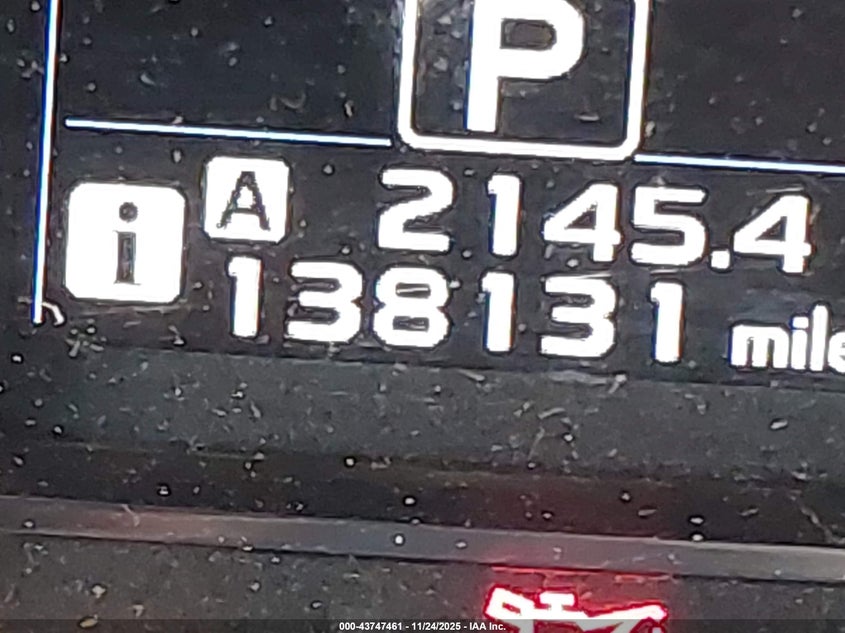 P
A 2145.4
i
138131 mile
000-43747461 - 11/24/2025 - IAA Inc.